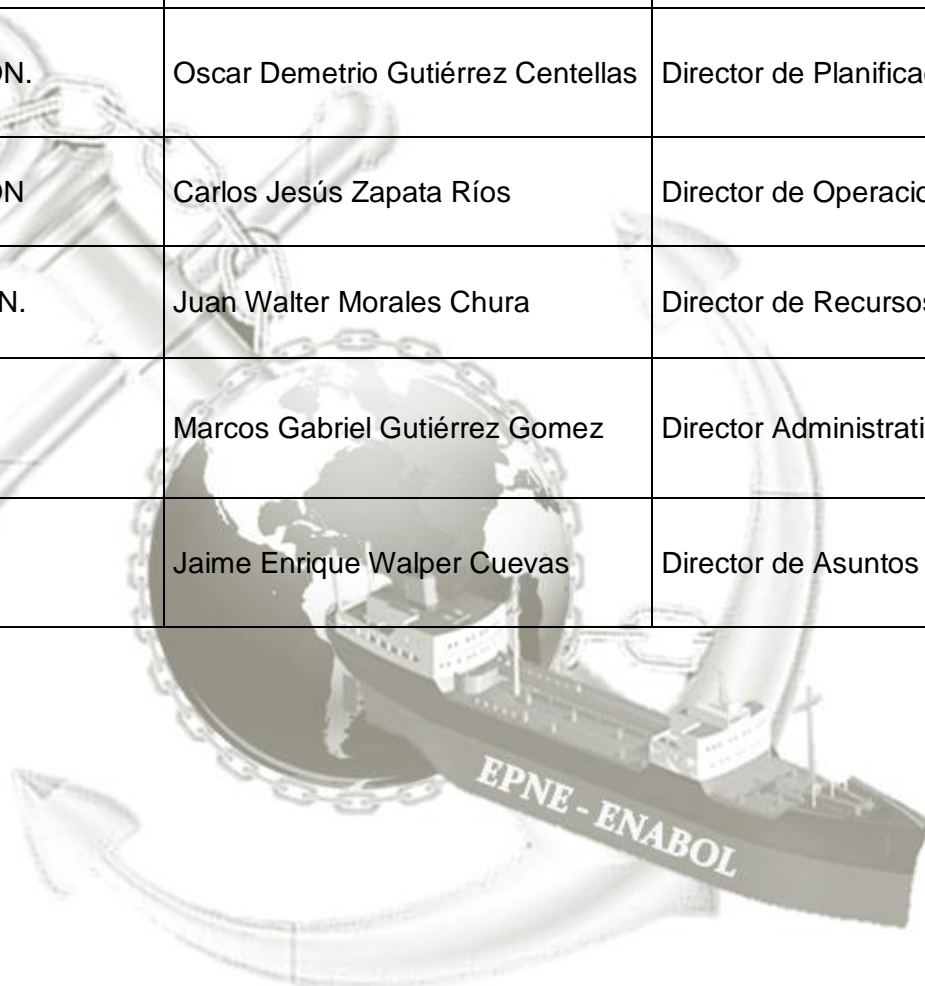 ON. Oscar Demetrio Gutiérrez Centellas Director de Planifica
ON Carlos Jesús Zapata Ríos Director de Operacio
N. Juan Walter Morales Chura Director de Recursos
Marcos Gabriel Gutiérrez Gomez Director Administrati
Jaime Enrique Walper Cuevas Director de Asuntos
EPNE - ENABOL